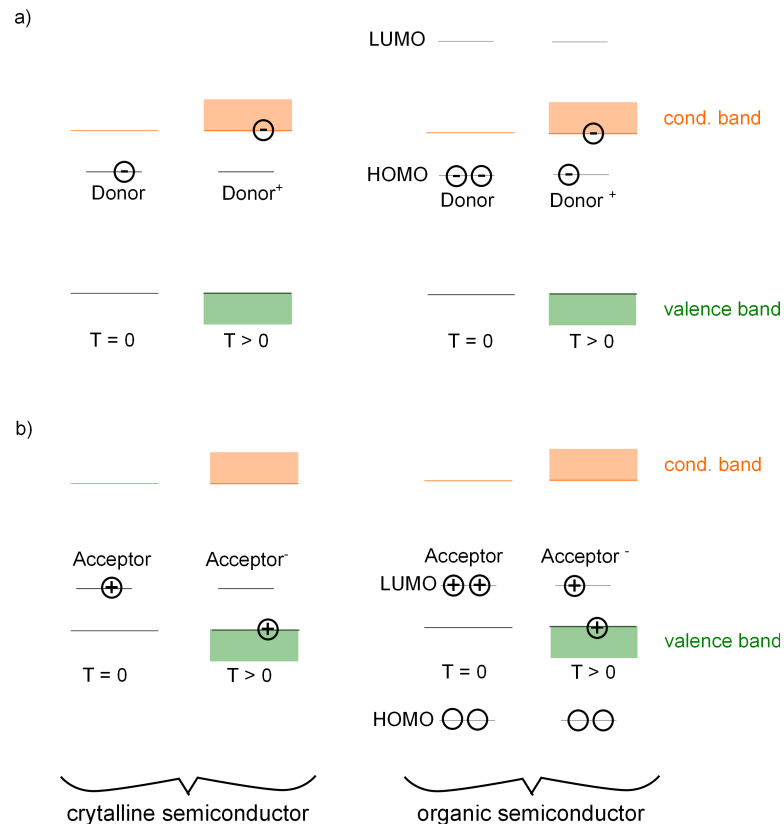 a)
LUMO
cond. band
HOMO
Donor
Donor+
Donor
Donor +
valence band
T = 0
T > 0
T = 0
T > 0
b)
cond. band
Acceptor
Acceptor-
Acceptor
Acceptor -
LUMO
valence band
T = 0
T > 0
T = 0
T > 0
HOMO
crytalline semiconductor
organic semiconductor